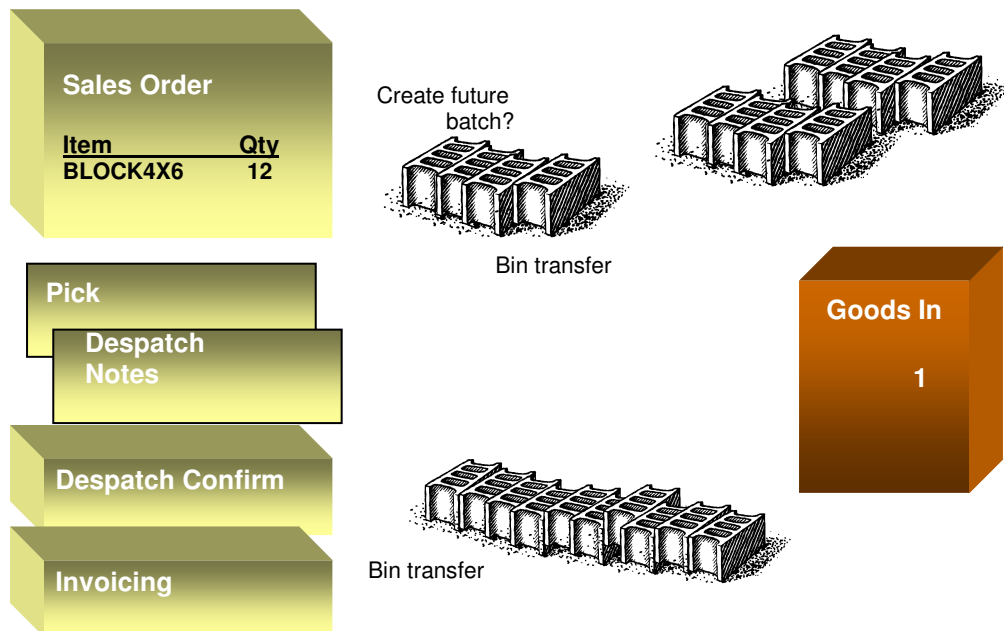 Sales Order
Item Qty
BLOCK4X6 12
Create future
batch?
Bin transfer
Pick
Despatch
Notes
Goods In
1
Despatch Confirm
Invoicing
Bin transfer